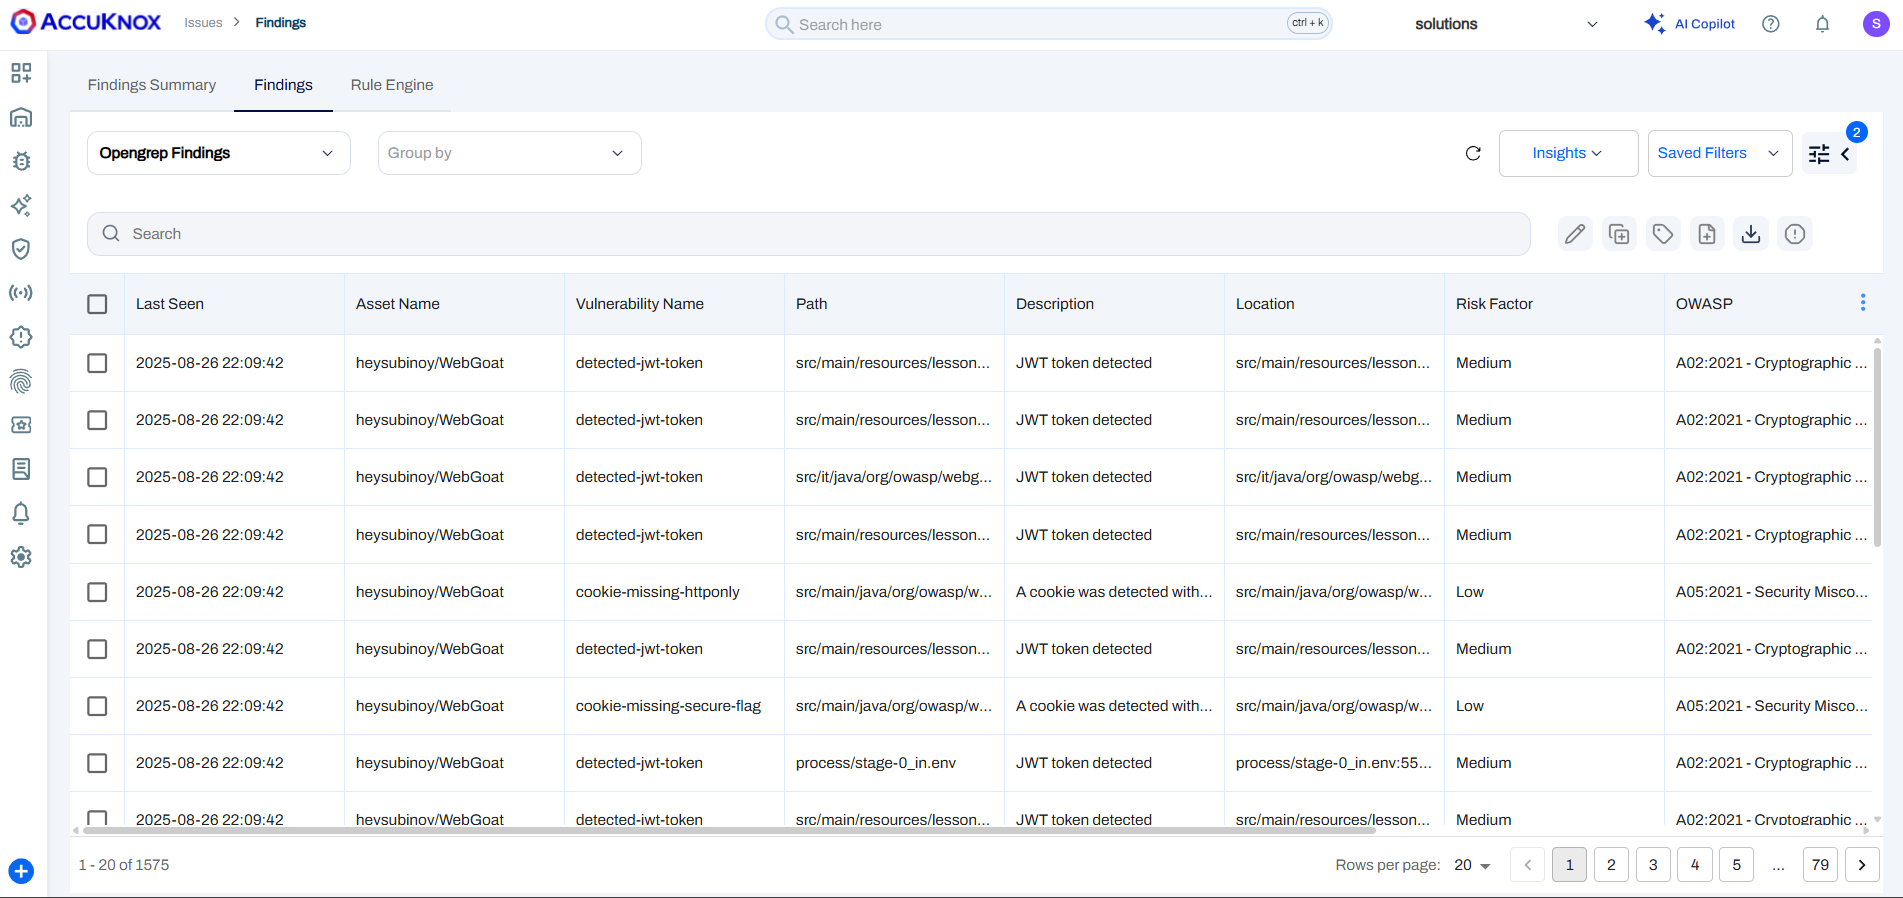 ACCUKNOX Issues > Findings Search here ctrl + k solutions AI Copilot S
Findings Summary Findings Rule Engine
2
Opengrep Findings Group by Insights Saved Filters
Search
Last Seen Asset Name Vulnerability Name Path Description Location Risk Factor OWASP
2025-08-26 22:09:42 heysubinoy/WebGoat detected-jwt-token src/main/resources/lesson... JWT token detected src/main/resources/lesson... Medium A02:2021 - Cryptographic ...
2025-08-26 22:09:42 heysubinoy/WebGoat detected-jwt-token src/main/resources/lesson... JWT token detected src/main/resources/lesson... Medium A02:2021 - Cryptographic ...
2025-08-26 22:09:42 heysubinoy/WebGoat detected-jwt-token src/it/java/org/owasp/webg... JWT token detected src/it/java/org/owasp/webg... Medium A02:2021 - Cryptographic ...
2025-08-26 22:09:42 heysubinoy/WebGoat detected-jwt-token src/main/resources/lesson... JWT token detected src/main/resources/lesson... Medium A02:2021 - Cryptographic ...
2025-08-26 22:09:42 heysubinoy/WebGoat cookie-missing-httponly src/main/java/org/owasp/w... A cookie was detected with... src/main/java/org/owasp/w... Low A05:2021 - Security Misco...
2025-08-26 22:09:42 heysubinoy/WebGoat detected-jwt-token src/main/resources/lesson... JWT token detected src/main/resources/lesson... Medium A02:2021 - Cryptographic ...
2025-08-26 22:09:42 heysubinoy/WebGoat cookie-missing-secure-flag src/main/java/org/owasp/w... A cookie was detected with... src/main/java/org/owasp/w... Low A05:2021 - Security Misco...
2025-08-26 22:09:42 heysubinoy/WebGoat detected-jwt-token process/stage-0_in.env JWT token detected process/stage-0_in.env:55... Medium A02:2021 - Cryptographic ...
2025-08-26 22:09:42 heysubinoy/WebGoat detected-jwt-token src/main/resources/lesson... JWT token detected src/main/resources/lesson... Medium A02:2021 - Cryptographic ...
1 - 20 of 1575 Rows per page: 20 < 1 2 3 4 5 ... 79 >